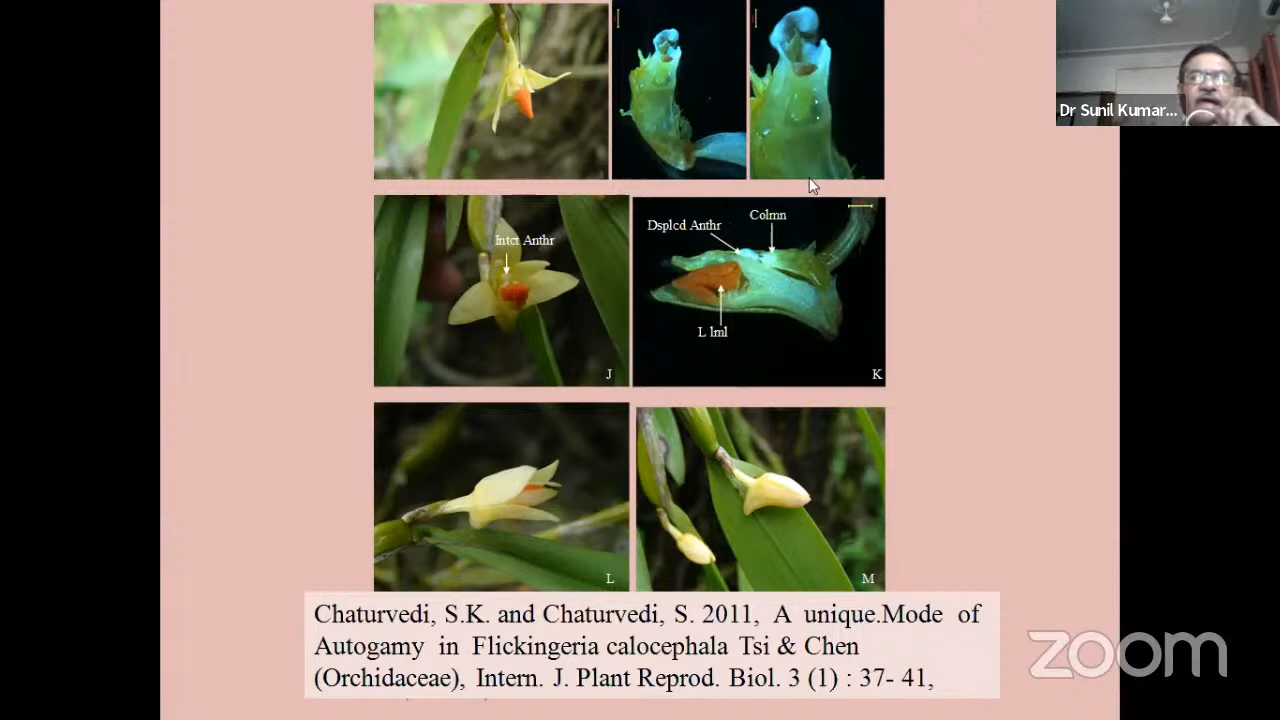 Dr Sunil Kumar...
Intct Anthr
J
Dsplcd Anthr
Colmn
L lml
K
L
M
Chaturvedi, S.K. and Chaturvedi, S. 2011, A unique.Mode of
Autogamy in Flickingeria calocephala Tsi & Chen
(Orchidaceae), Intern. J. Plant Reprod. Biol. 3 (1) : 37- 41,
zoom